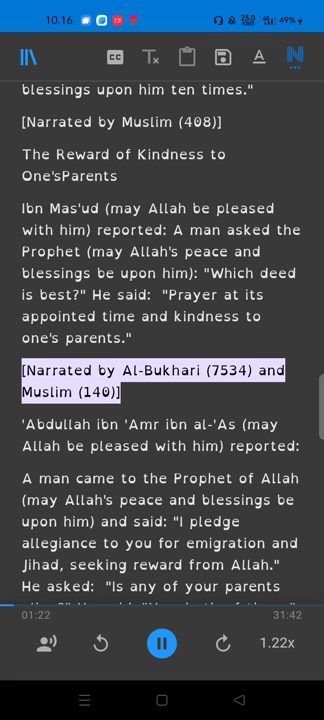 10.16
25.0
KB/S
4G
49%
CC
N
blessings upon him ten times."
[Narrated by Muslim (408)]
The Reward of Kindness to
One'sParents
Ibn Mas'ud (may Allah be pleased
with him) reported: A man asked the
Prophet (may Allah's peace and
blessings be upon him): "Which deed
is best?" He said:  "Prayer at its
appointed time and kindness to
one's parents."
[Narrated by Al-Bukhari (7534) and
Muslim (140)]
'Abdullah ibn 'Amr ibn al-'As (may
Allah be pleased with him) reported:
A man came to the Prophet of Allah
(may Allah's peace and blessings be
upon him) and said: "I pledge
allegiance to you for emigration and
Jihad, seeking reward from Allah."
He asked:  "Is any of your parents
01:22
31:42
1.22x